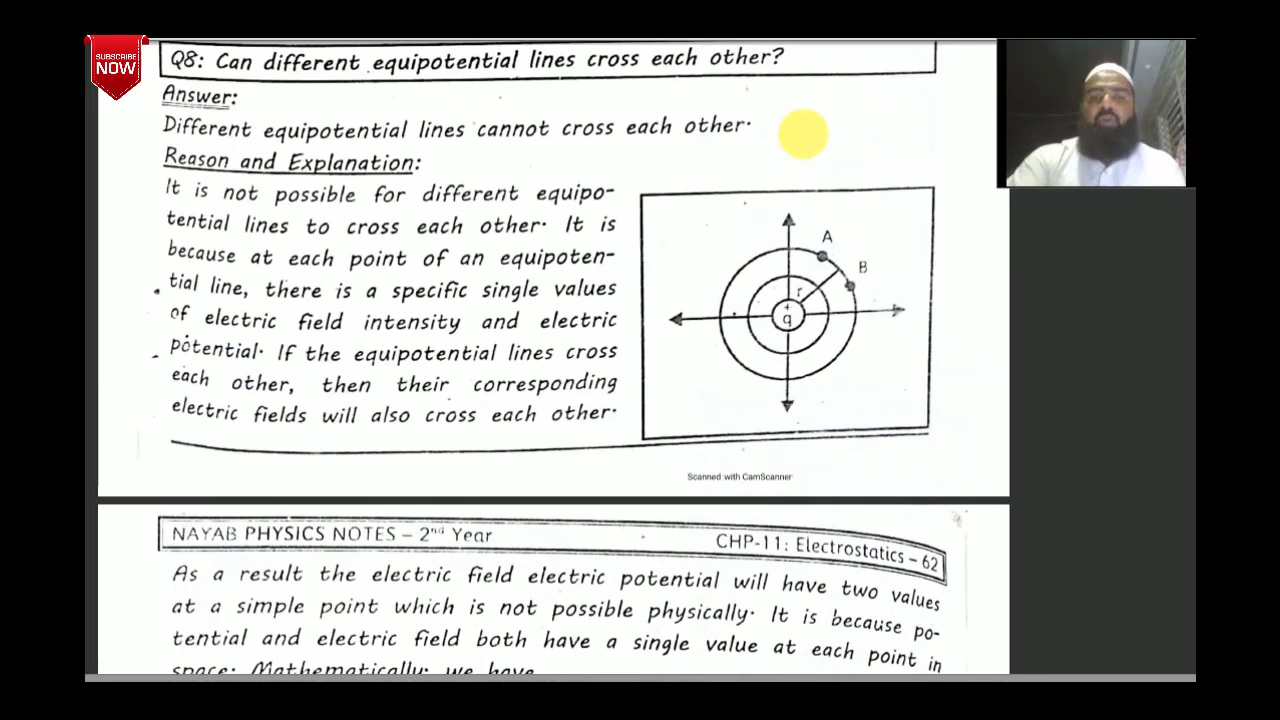 SUBSCRIBE
NOW
Q8: Can different equipotential lines cross each other?
Answer:
Different equipotential lines cannot cross each other.
Reason and Explanation:
It is not possible for different equipo-
tential lines to cross each other. It is
because at each point of an equipoten-
tial line, there is a specific single values
of electric field intensity and electric
potential. If the equipotential lines cross
each other, then their corresponding
electric fields will also cross each other.
A
B
r
+
q
Scanned with CamScanner
NAYAB PHYSICS NOTES – 2nd Year
CHP-11: Electrostatics – 62
As a result the electric field electric potential will have two values
at a simple point which is not possible physically. It is because po-
tential and electric field both have a single value at each point in
space. Mathematically, we have